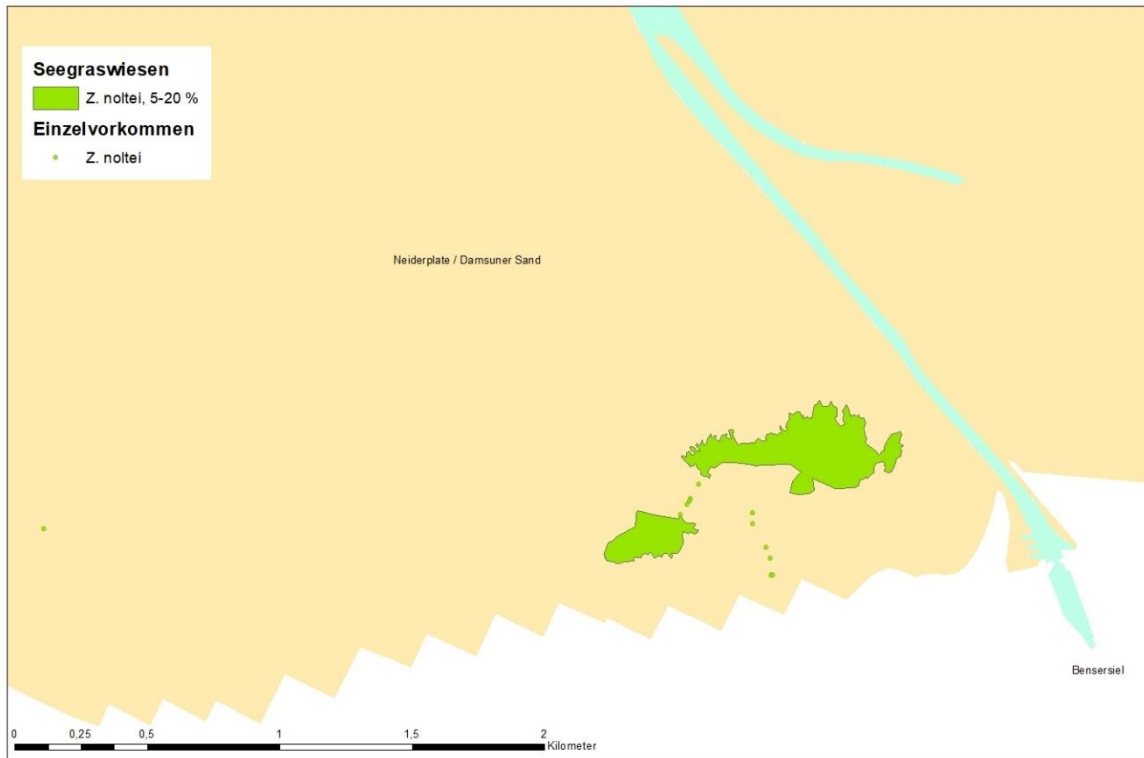 Seegraswiesen
Z. noltei, 5-20 %
Einzelvorkommen
Z. noltei
Neiderplate / Damsuner Sand
Bensersiel
0 0,25 0,5 1 1,5 2
Kilometer